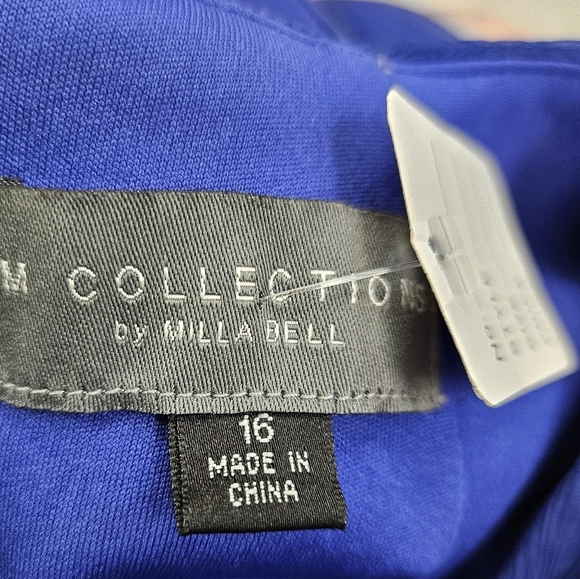 M COLLECTIONS
by MILLA BELL
16
MADE IN
CHINA